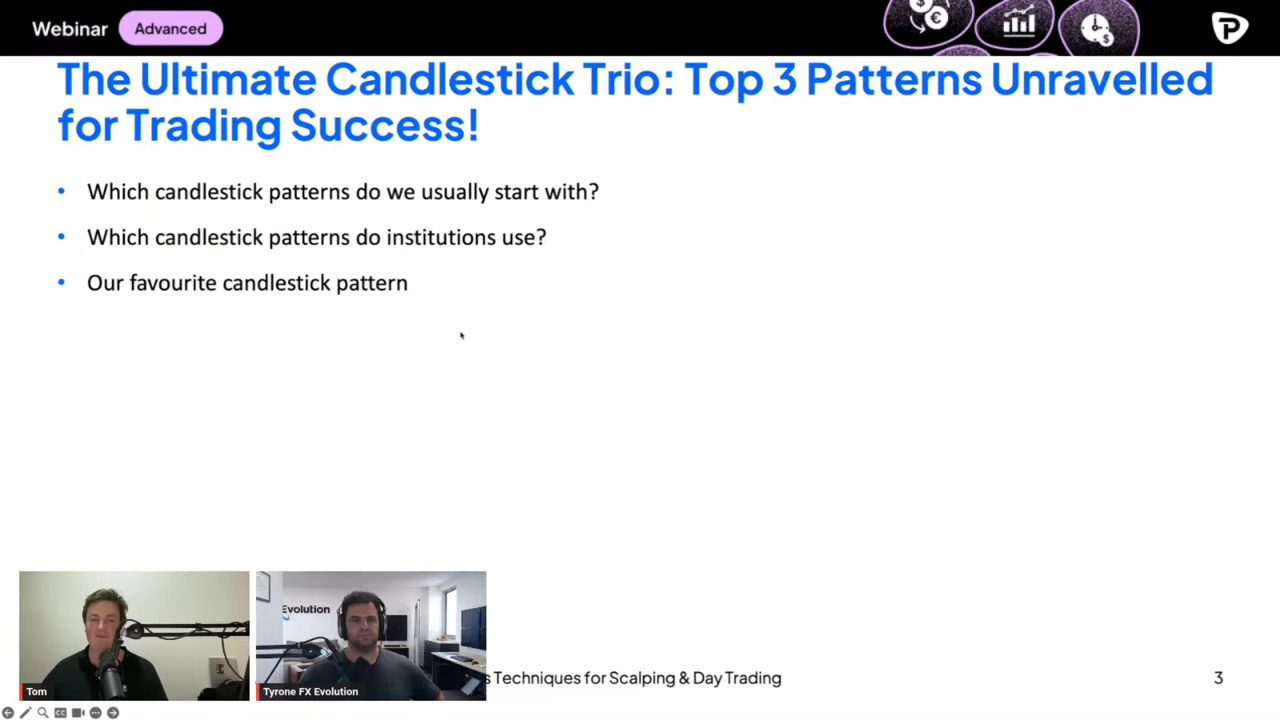 Webinar
Advanced
The Ultimate Candlestick Trio: Top 3 Patterns Unravelled
for Trading Success!
• Which candlestick patterns do we usually start with?
• Which candlestick patterns do institutions use?
• Our favourite candlestick pattern
Evolution
Tom
Tyrone FX Evolution
s Techniques for Scalping & Day Trading
3